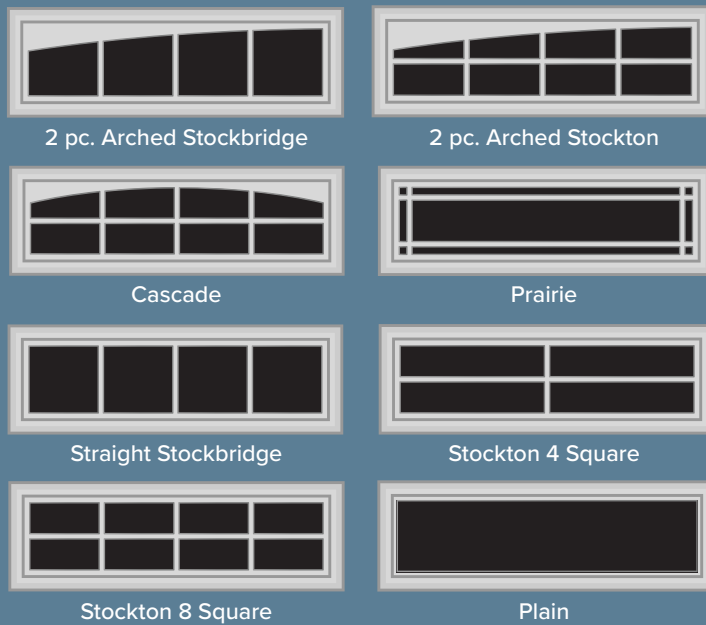 2 pc. Arched Stockbridge
2 pc. Arched Stockton
Cascade
Prairie
Straight Stockbridge
Stockton 4 Square
Stockton 8 Square
Plain